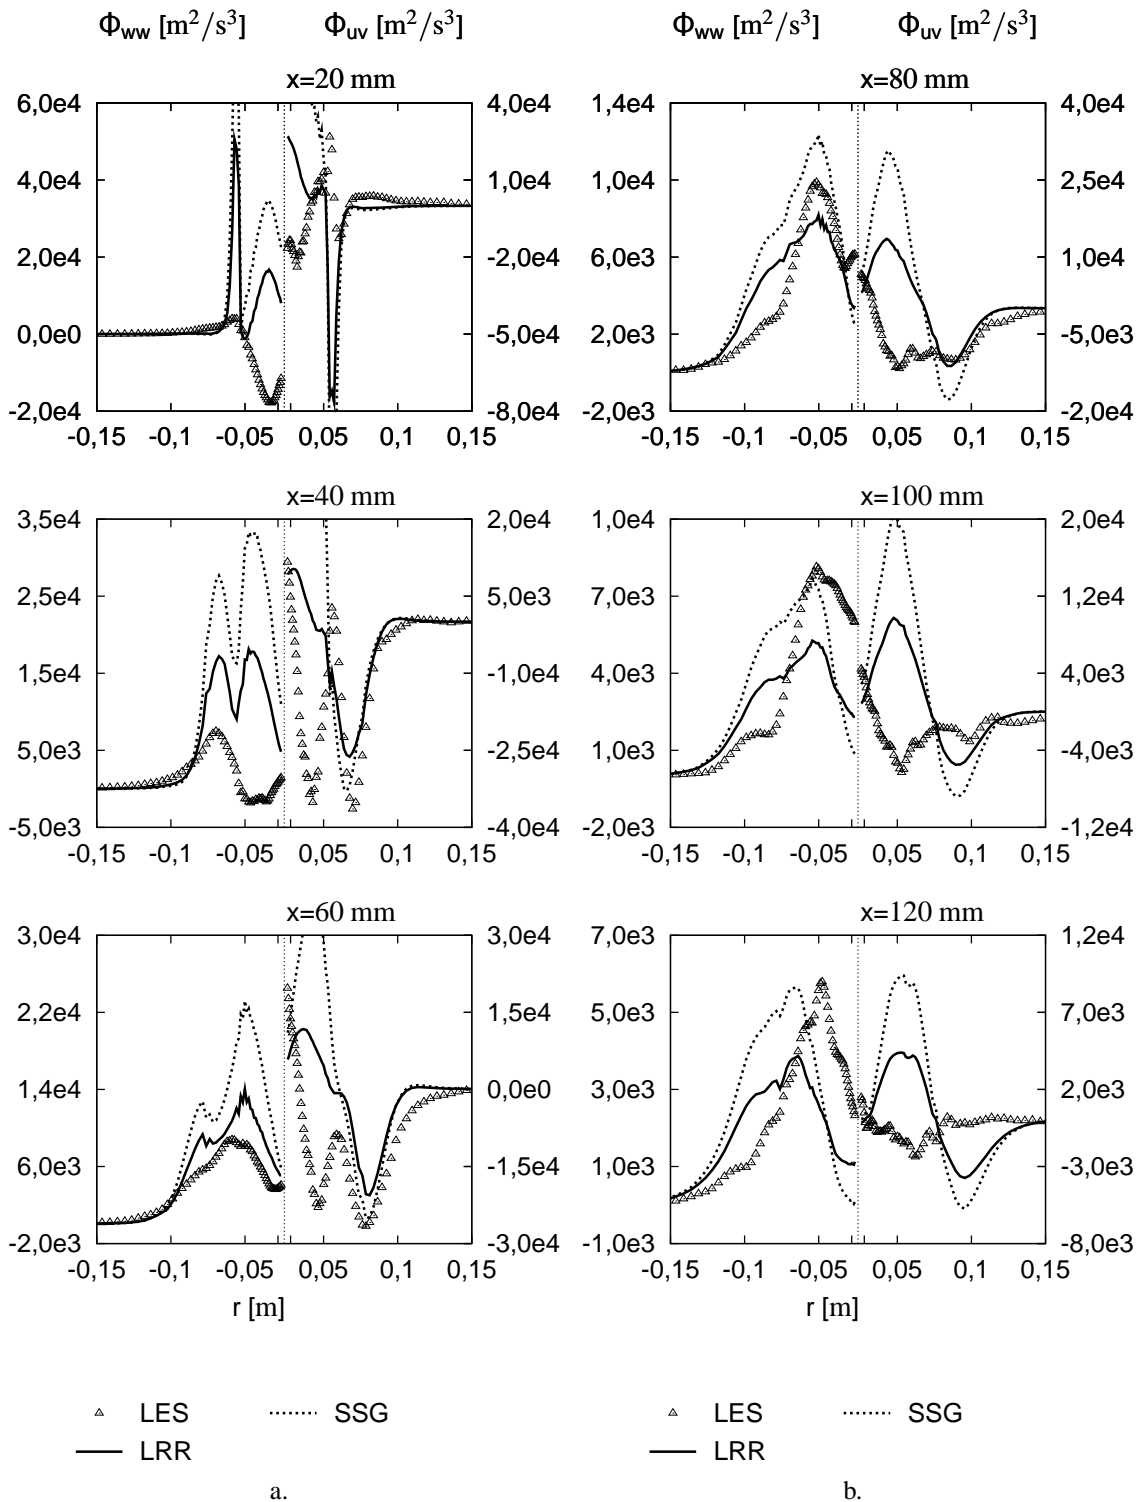 Φww [m²/s³] Φuv [m²/s³] Φww [m²/s³] Φuv [m²/s³]
x=20 mm
6,0e4
4,0e4
2,0e4
0,0e0
-2,0e4
4,0e4
1,0e4
-2,0e4
-5,0e4
-8,0e4
-0,15 -0,1 -0,05 0,05 0,1 0,15
x=80 mm
1,4e4
1,0e4
6,0e3
2,0e3
-2,0e3
4,0e4
2,5e4
1,0e4
-5,0e3
-2,0e4
-0,15 -0,1 -0,05 0,05 0,1 0,15
x=40 mm
3,5e4
2,5e4
1,5e4
5,0e3
-5,0e3
2,0e4
5,0e3
-1,0e4
-2,5e4
-4,0e4
-0,15 -0,1 -0,05 0,05 0,1 0,15
x=100 mm
1,0e4
7,0e3
4,0e3
1,0e3
-2,0e3
2,0e4
1,2e4
4,0e3
-4,0e3
-1,2e4
-0,15 -0,1 -0,05 0,05 0,1 0,15
x=60 mm
3,0e4
2,2e4
1,4e4
6,0e3
-2,0e3
3,0e4
1,5e4
0,0e0
-1,5e4
-3,0e4
-0,15 -0,1 -0,05 0,05 0,1 0,15
r [m]
x=120 mm
7,0e3
5,0e3
3,0e3
1,0e3
-1,0e3
1,2e4
7,0e3
2,0e3
-3,0e3
-8,0e3
-0,15 -0,1 -0,05 0,05 0,1 0,15
r [m]
LES SSG
LRR
a.
LES SSG
LRR
b.